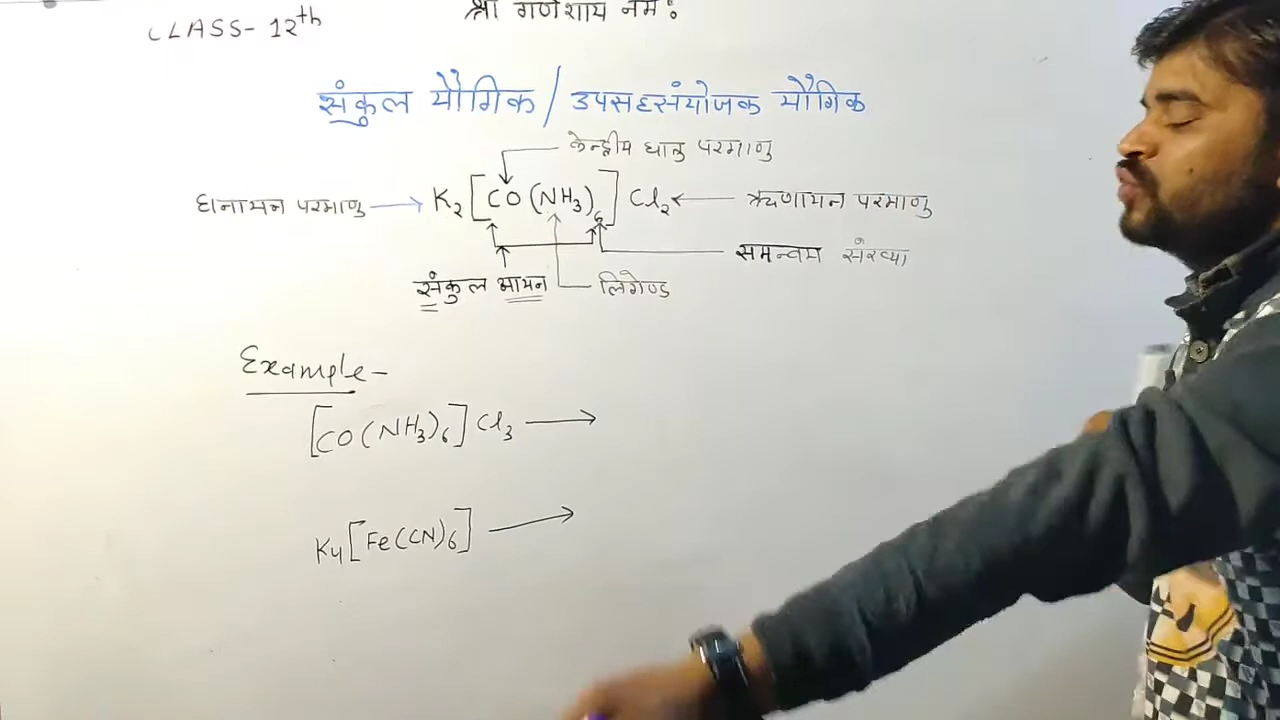 CLASS- 12th
श्री गणेशाय नमः
संकुल यौगिक / उपसहसंयोजक यौगिक
केन्द्रीय धातु परमाणु
धनायन परमाणु → K2[CO(NH3)6]Cl2 ← ऋणायन परमाणु
समन्वय संख्या
संकुल आयन
लिगेण्ड
Example-
[CO(NH3)6]Cl3 →
K4[Fe(CN)6] →